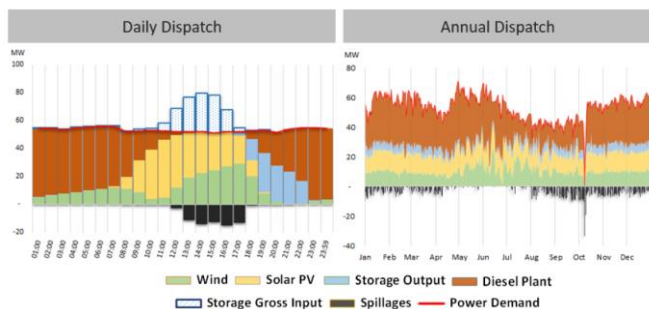 Daily Dispatch
Annual Dispatch
MW
100
80
60
40
20
-
-20
01:00 02:00 03:00 04:00 05:00 06:00 07:00 08:00 09:00 10:00 11:00 12:00 13:00 14:00 15:00 16:00 17:00 18:00 19:00 20:00 21:00 22:00 23:00 23:59
MW
80
60
40
20
-
-20
-40
Jan Feb Mar Apr May Jun Jul Aug Sep Oct Nov Dec
Wind Solar PV Storage Output Diesel Plant
Storage Gross Input Spillages Power Demand